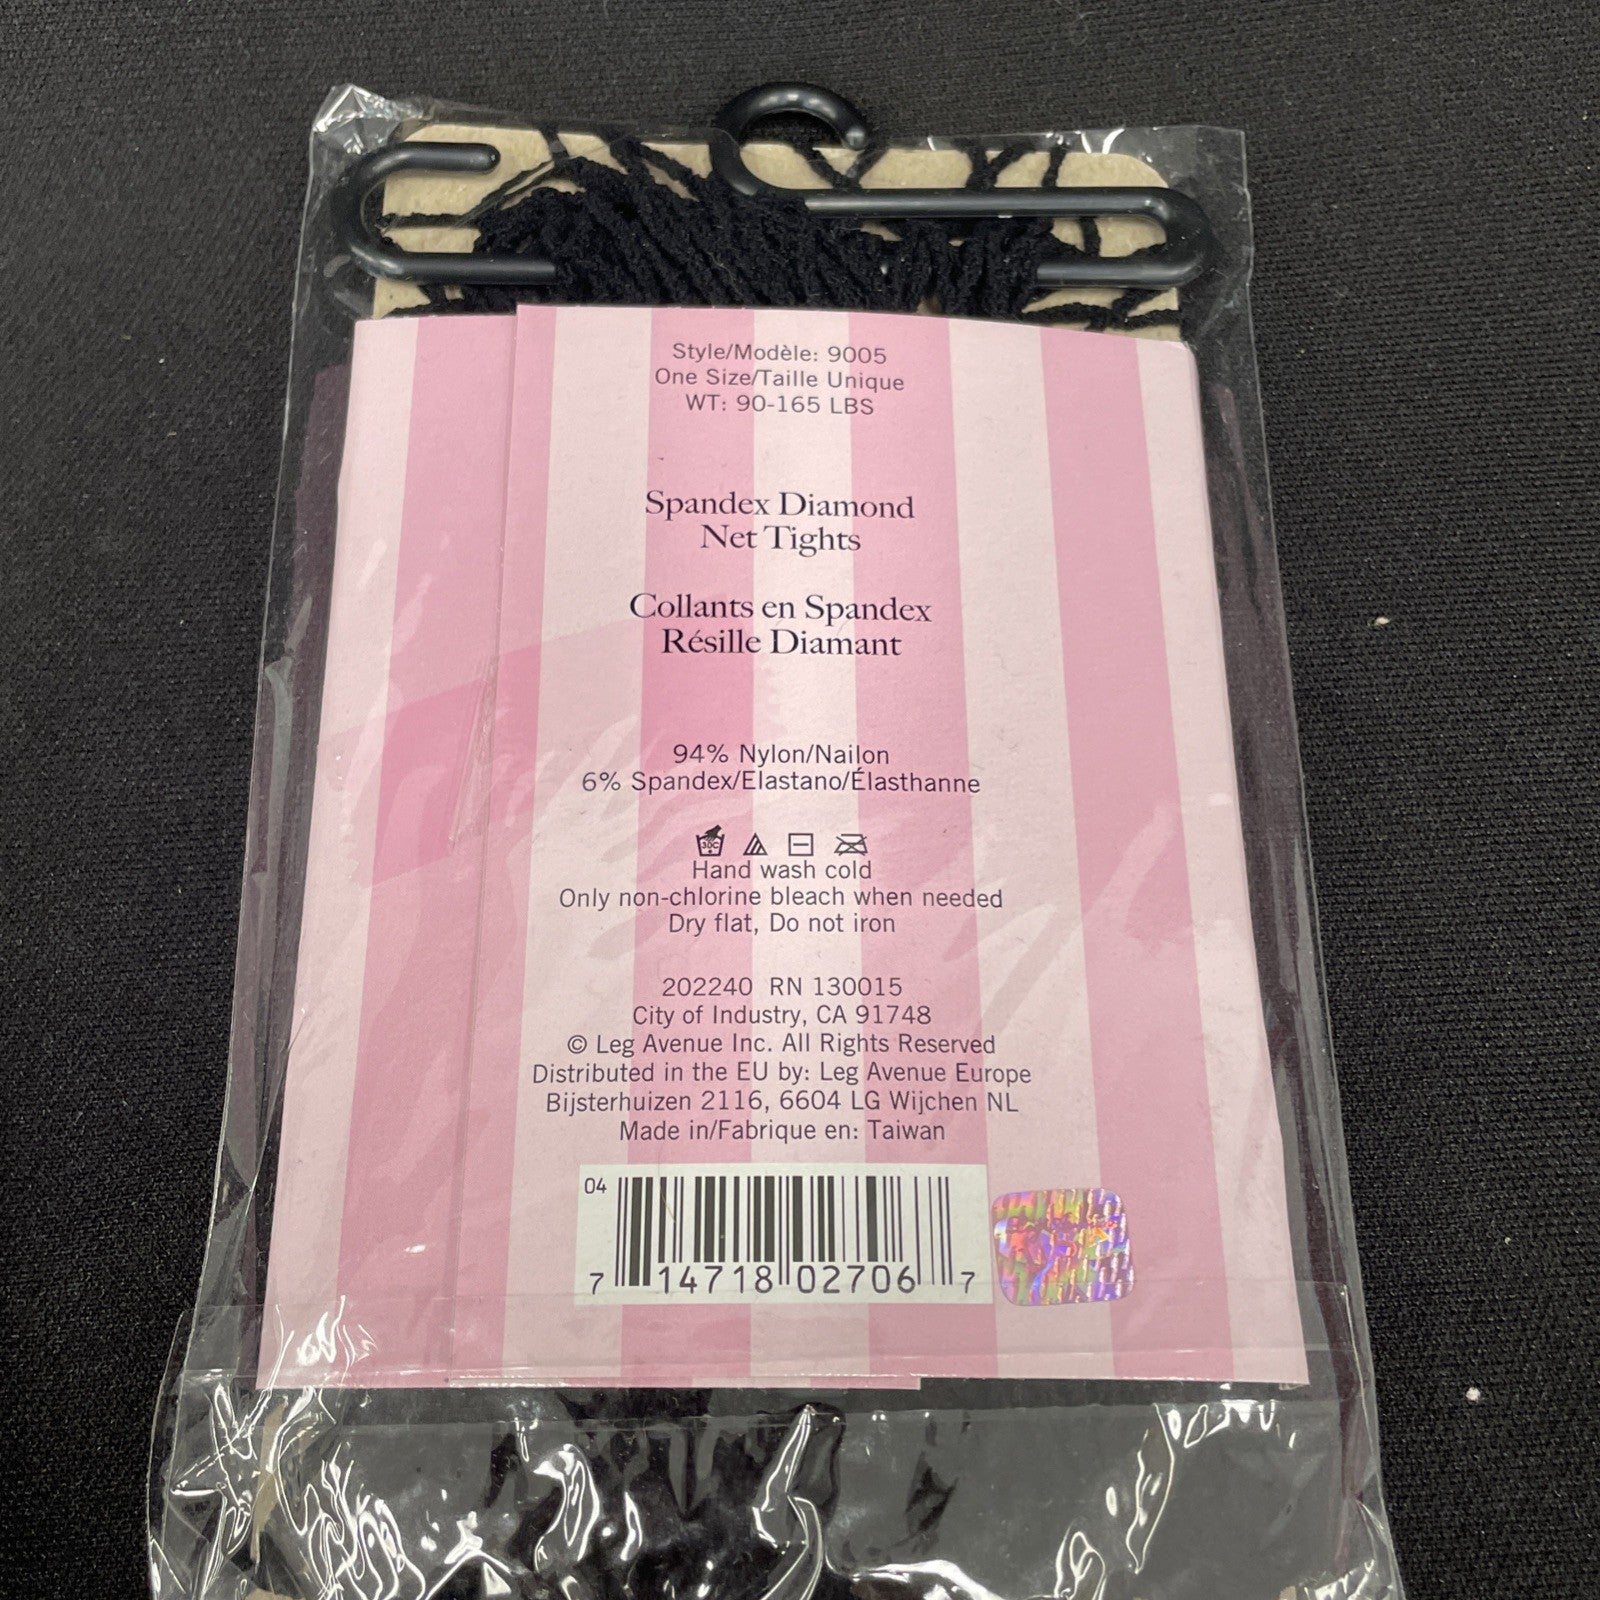 Style/Modèle: 9005
One Size/Taille Unique
WT: 90-165 LBS
Spandex Diamond
Net Tights
Collants en Spandex
Résille Diamant
94% Nylon/Nailon
6% Spandex/Elastano/Élasthanne
30C
Hand wash cold
Only non-chlorine bleach when needed
Dry flat, Do not iron
202240 RN 130015
City of Industry, CA 91748
© Leg Avenue Inc. All Rights Reserved
Distributed in the EU by: Leg Avenue Europe
Bijsterhuizen 2116, 6604 LG Wijchen NL
Made in/Fabrique en: Taiwan
04
7 14718 02706 7